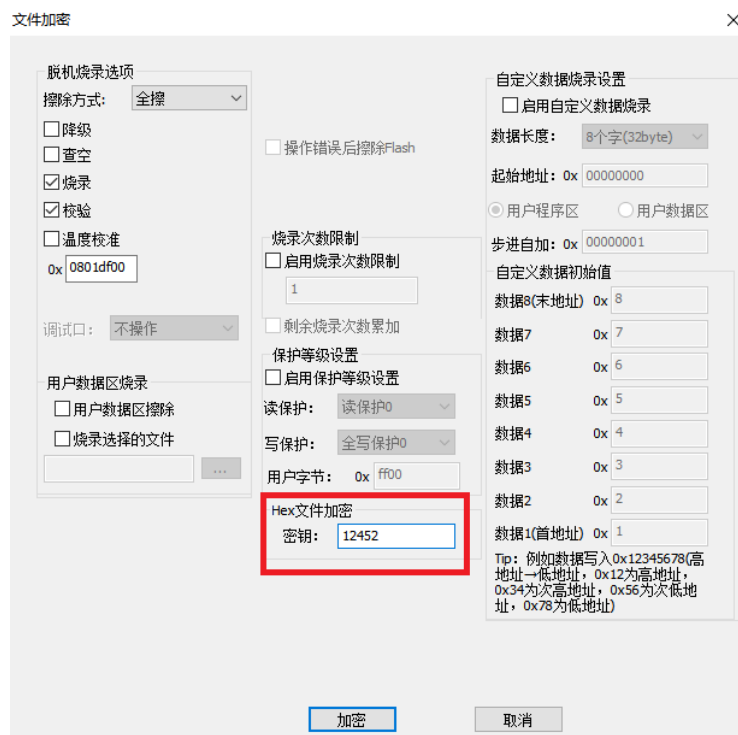 文件加密
脱机烧录选项
擦除方式: 全擦
降级
查空
烧录
校验
温度校准
0x 0801df00
调试口: 不操作
用户数据区烧录
用户数据区擦除
烧录选择的文件
...
操作错误后擦除Flash
烧录次数限制
启用烧录次数限制
1
剩余烧录次数累加
保护等级设置
启用保护等级设置
读保护: 读保护0
写保护: 全写保护0
用户字节: 0x ff00
Hex文件加密
密钥: 12452
自定义数据烧录设置
启用自定义数据烧录
数据长度: 8个字(32byte)
起始地址: 0x 00000000
用户程序区 用户数据区
步进自加: 0x 00000001
自定义数据初始值
数据8(末地址) 0x 8
数据7 0x 7
数据6 0x 6
数据5 0x 5
数据4 0x 4
数据3 0x 3
数据2 0x 2
数据1(首地址) 0x 1
Tip: 例如数据写入0x12345678(高
地址→低地址, 0x12为高地址,
0x34为次高地址, 0x56为次低地
址, 0x78为低地址)
加密 取消